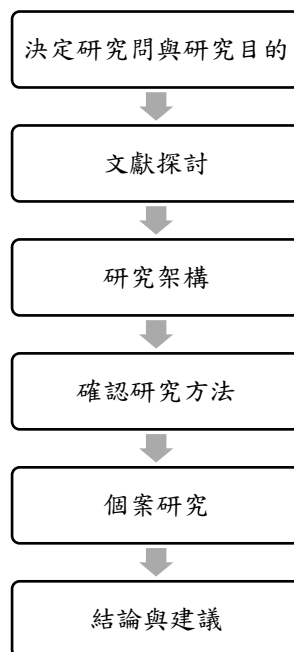 決定研究問與研究目的
文獻探討
研究架構
確認研究方法
個案研究
結論與建議